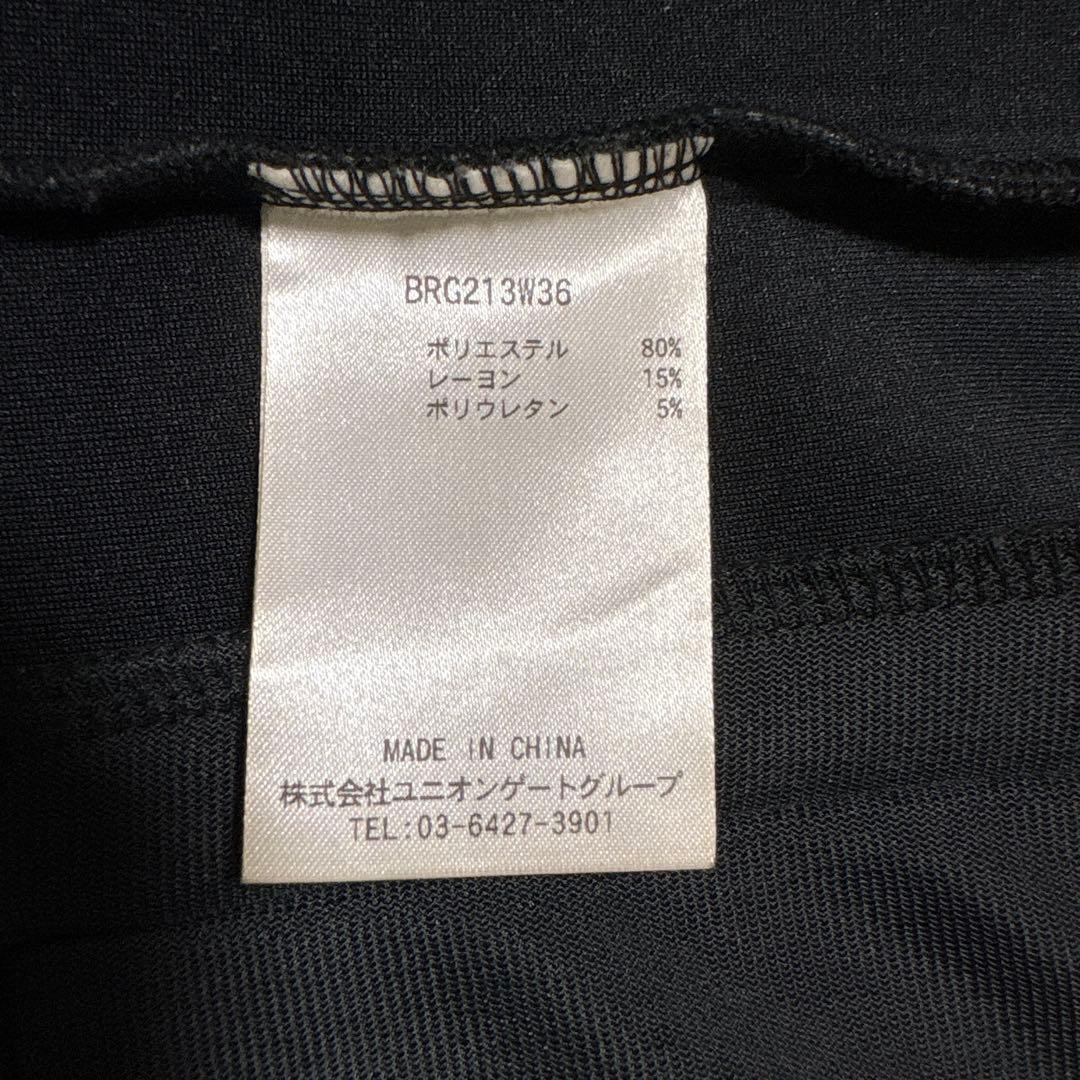 BRG213W36
ポリエステル 80%
レーヨン 15%
ポリウレタン 5%
MADE IN CHINA
株式会社ユニオンゲートグループ
TEL:03-6427-3901